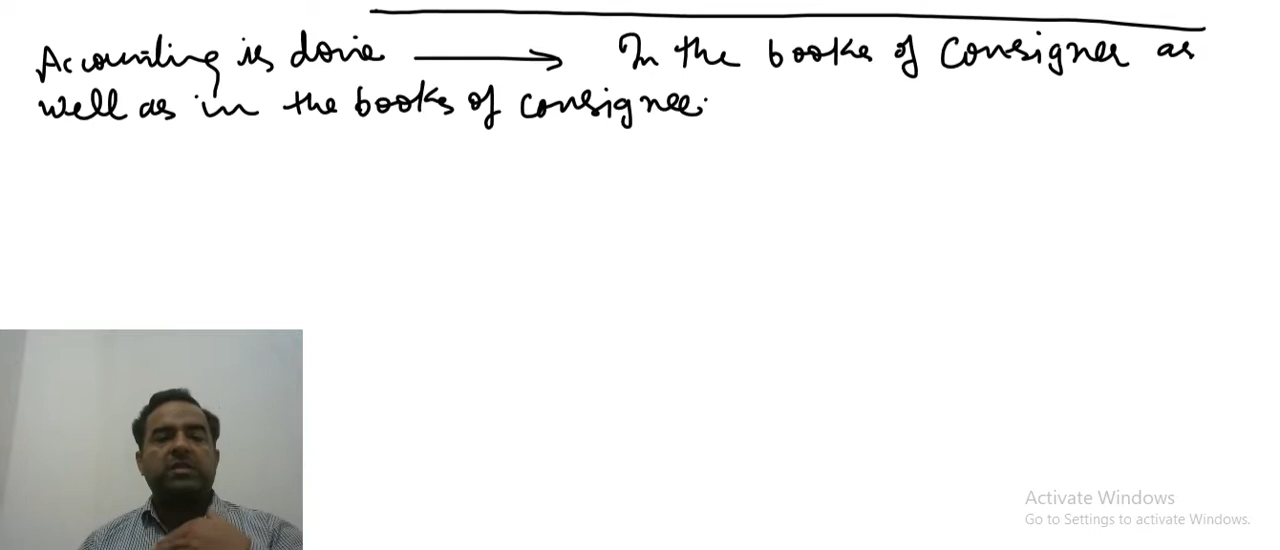 Accounting is done → In the books of Consigner as
well as in the books of consignee.
Activate Windows
Go to Settings to activate Windows.